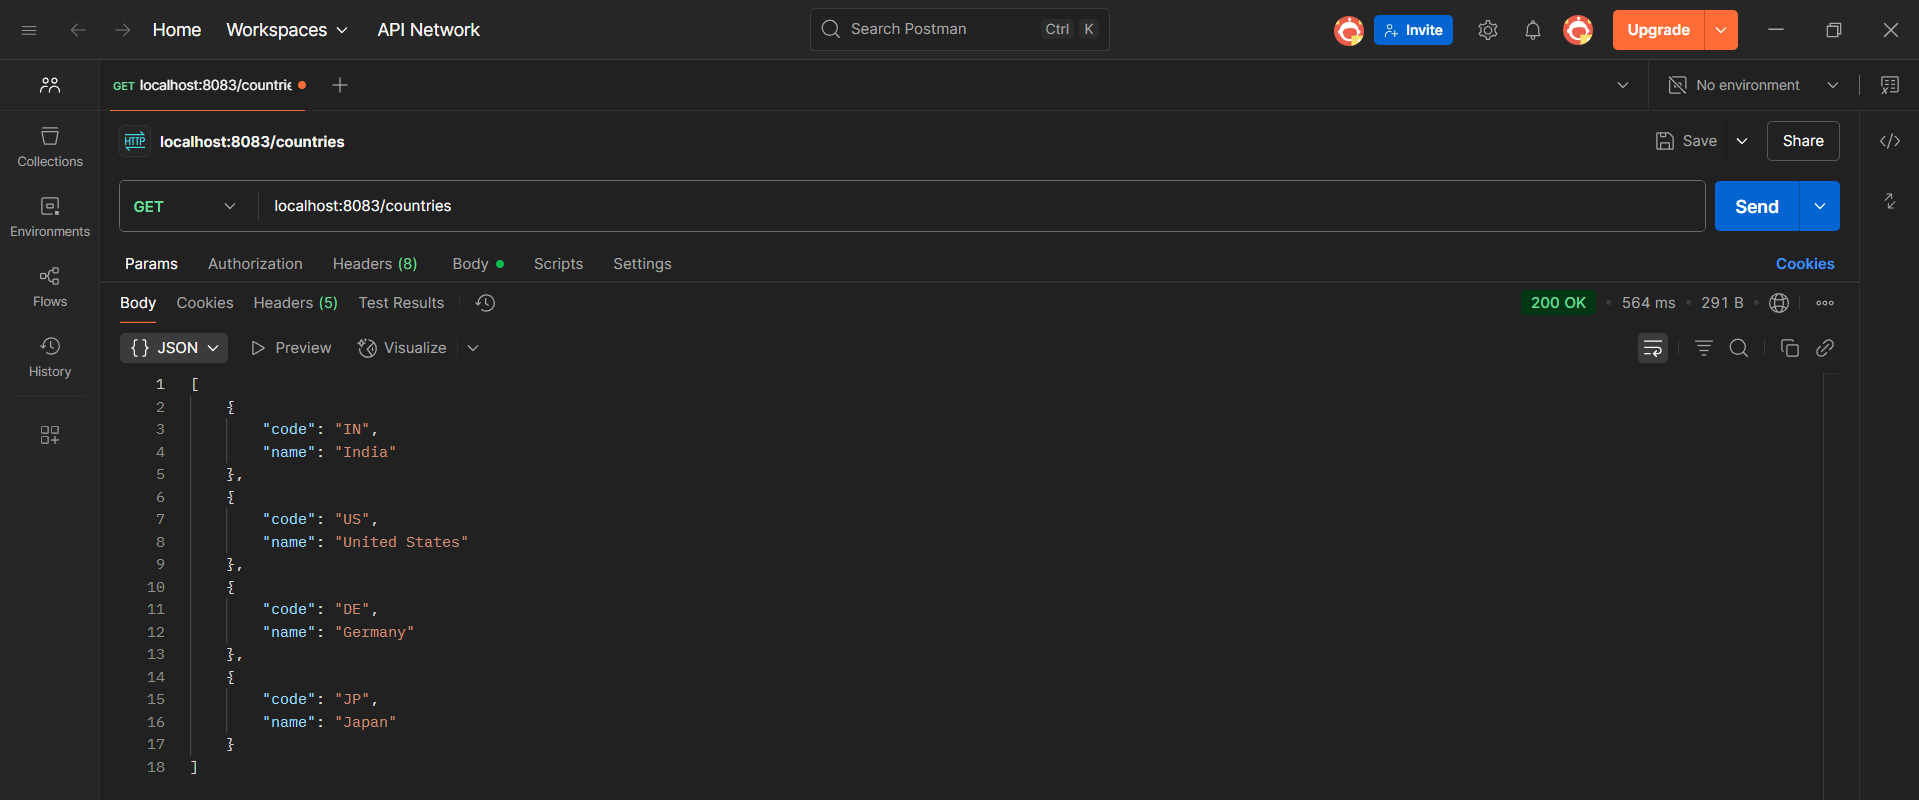 Home Workspaces API Network Search Postman Ctrl K Invite Upgrade
GET localhost:8083/countrie No environment
HTTP localhost:8083/countries Save Share
Collections
GET localhost:8083/countries Send
Environments
Params Authorization Headers (8) Body Scripts Settings Cookies
Flows
Body Cookies Headers (5) Test Results 200 OK 564 ms 291 B
{} JSON Preview Visualize
History
1 [
2 {
3 "code": "IN",
4 "name": "India"
5 },
6 {
7 "code": "US",
8 "name": "United States"
9 },
10 {
11 "code": "DE",
12 "name": "Germany"
13 },
14 {
15 "code": "JP",
16 "name": "Japan"
17 }
18 ]